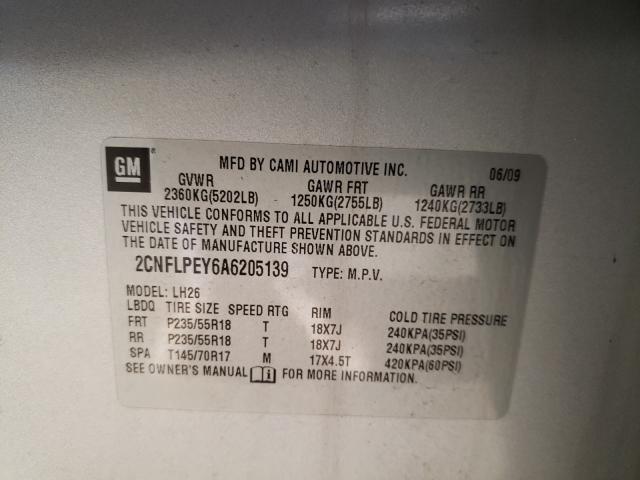 GM ® MFD BY CAMI AUTOMOTIVE INC. 06/09
GVWR GAWR FRT GAWR RR
2360KG(5202LB) 1250KG(2755LB) 1240KG(2733LB)
THIS VEHICLE CONFORMS TO ALL APPLICABLE U.S. FEDERAL MOTOR
VEHICLE SAFETY AND THEFT PREVENTION STANDARDS IN EFFECT ON
THE DATE OF MANUFACTURE SHOWN ABOVE.
2CNFLPEY6A6205139 TYPE: M.P.V.
MODEL: LH26
LBDQ TIRE SIZE SPEED RTG RIM COLD TIRE PRESSURE
FRT P235/55R18 T 18X7J 240KPA(35PSI)
RR P235/55R18 T 18X7J 240KPA(35PSI)
SPA T145/70R17 M 17X4.5T 420KPA(60PSI)
SEE OWNER'S MANUAL i FOR MORE INFORMATION.